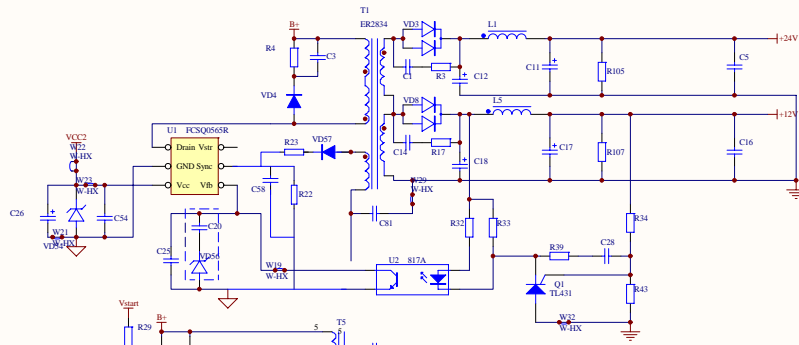 T1
ER2834
B+
R4
C3
VD4
VD3
L1
+24V
C1
R3
C12
C11
R105
C5
VD8
L5
+12V
C14
R17
C18
C17
R107
C16
U1 FCSQ0565R
Drain Vstr
GND Sync
Vcc Vfb
R23
VD57
VCC2
W22
W-HX
W23
W-HX
C26
C54
W21
W-HX
VD54
C58
R22
W29
W-HX
C81
R32
R33
R34
C20
C25
VD56
W19
W-HX
U2 817A
R39
C28
Q1
TL431
R43
W32
W-HX
Vstart
R29
B+
5
T5
5